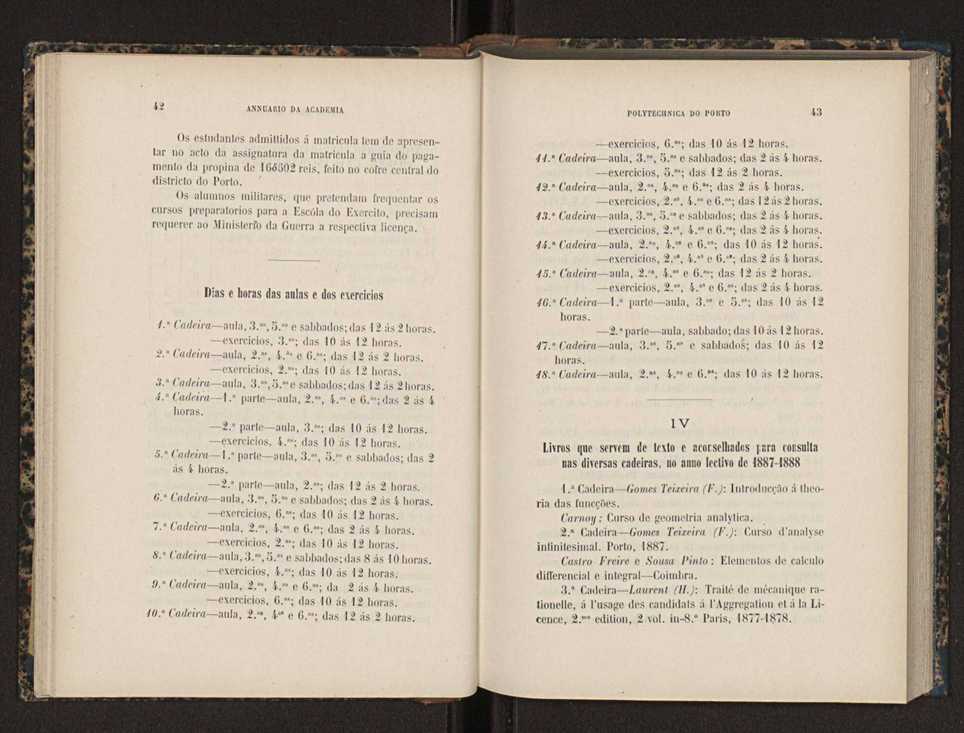 42
ANNUARIO DA ACADEMIA
Os estudantes admittidos á matricula tem de apresen-
tar no acto da assignatura da matricula a guia do paga-
mento da propina de 16$502 reis, feito no cofre central do
districto do Porto.
Os alumnos militares, que pretendam frequentar os
cursos preparatorios para a Escóla do Exercito, precisam
requerer ao Ministerio da Guerra a respectiva licença.
Dias e horas das aulas e dos exercicios
1.ª Cadeira—aula, 3.ªs, 5.ªs e sabbados; das 12 ás 2 horas.
—exercicios, 3.ªs; das 10 ás 12 horas.
2.ª Cadeira—aula, 2.ªs, 4.ªs e 6.ªs; das 12 ás 2 horas.
—exercicios, 2.ªs; das 10 ás 12 horas.
3.ª Cadeira—aula, 3.ªs, 5.ªs e sabbados; das 12 ás 2 horas.
4.ª Cadeira—1.ª parte—aula, 2.ªs, 4.ªs e 6.ªs; das 2 ás 4
horas.
—2.ª parte—aula, 3.ªs; das 10 ás 12 horas.
—exercicios, 4.ªs; das 10 ás 12 horas.
5.ª Cadeira—1.ª parte—aula, 3.ªs, 5.ªs e sabbados; das 2
ás 4 horas.
—2.ª parte—aula, 2.ªs; das 12 ás 2 horas.
6.ª Cadeira—aula, 3.ªs, 5.ªs e sabbados; das 2 ás 4 horas.
—exercicios, 6.ªs; das 10 ás 12 horas.
7.ª Cadeira—aula, 2.ªs, 4.ªs e 6.ªs; das 2 ás 4 horas.
—exercicios, 2.ªs; das 10 ás 12 horas.
8.ª Cadeira—aula, 3.ªs, 5.ªs e sabbados; das 8 ás 10 horas.
—exercicios, 4.ªs; das 10 ás 12 horas.
9.ª Cadeira—aula, 2.ªs, 4.ªs e 6.ªs; da 2 ás 4 horas.
—exercicios, 6.ªs; das 10 ás 12 horas.
10.ª Cadeira—aula, 2.ªs, 4.ªs e 6.ªs; das 12 ás 2 horas.
POLYTECHNICA DO PORTO
43
—exercicios, 6.ªs; das 10 ás 12 horas.
11.ª Cadeira—aula, 3.ªs, 5.ªs e sabbados; das 2 ás 4 horas.
—exercicios, 5.ªs; das 12 ás 2 horas.
12.ª Cadeira—aula, 2.ªs, 4.ªs e 6.ªs; das 2 ás 4 horas.
—exercicios, 2.ªs, 4.ªs e 6.ªs; das 12 ás 2 horas.
13.ª Cadeira—aula, 3.ªs, 5.ªs e sabbados; das 2 ás 4 horas.
—exercicios, 2.ªs, 4.ªs e 6.ªs; das 2 ás 4 horas.
14.ª Cadeira—aula, 2.ªs, 4.ªs e 6.ªs; das 10 ás 12 horas.
—exercicios, 2.ªs, 4.ªs e 6.ªs; das 2 ás 4 horas.
15.ª Cadeira—aula, 2.ªs, 4.ªs e 6.ªs; das 12 ás 2 horas.
—exercicios, 2.ªs, 4.ªs e 6.ªs; das 2 ás 4 horas.
16.ª Cadeira—1.ª parte—aula, 3.ªs e 5.ªs; das 10 ás 12
horas.
—2.ª parte—aula, sabbado; das 10 ás 12 horas.
17.ª Cadeira—aula, 3.ªs, 5.ªs e sabbados; das 10 ás 12
horas.
18.ª Cadeira—aula, 2.ªs, 4.ªs e 6.ªs; das 10 ás 12 horas.
IV
Livros que servem de texto e aconselhados para consulta
nas diversas cadeiras, no anno lectivo de 1887-1888
1.ª Cadeira—Gomes Teixeira (F.): Introducção á theo-
ria das funcções.
Carnoy: Curso de geometria analytica.
2.ª Cadeira—Gomes Teixeira (F.): Curso d'analyse
infinitesimal. Porto, 1887.
Castro Freire e Sousa Pinto: Elementos de calculo
differencial e integral—Coimbra.
3.ª Cadeira—Laurent (H.): Traité de mécanique ra-
tionelle, á l'usage des candidats á l'Aggregation et á la Li-
cence, 2.me edition, 2 vol. in-8.º Paris, 1877-1878.